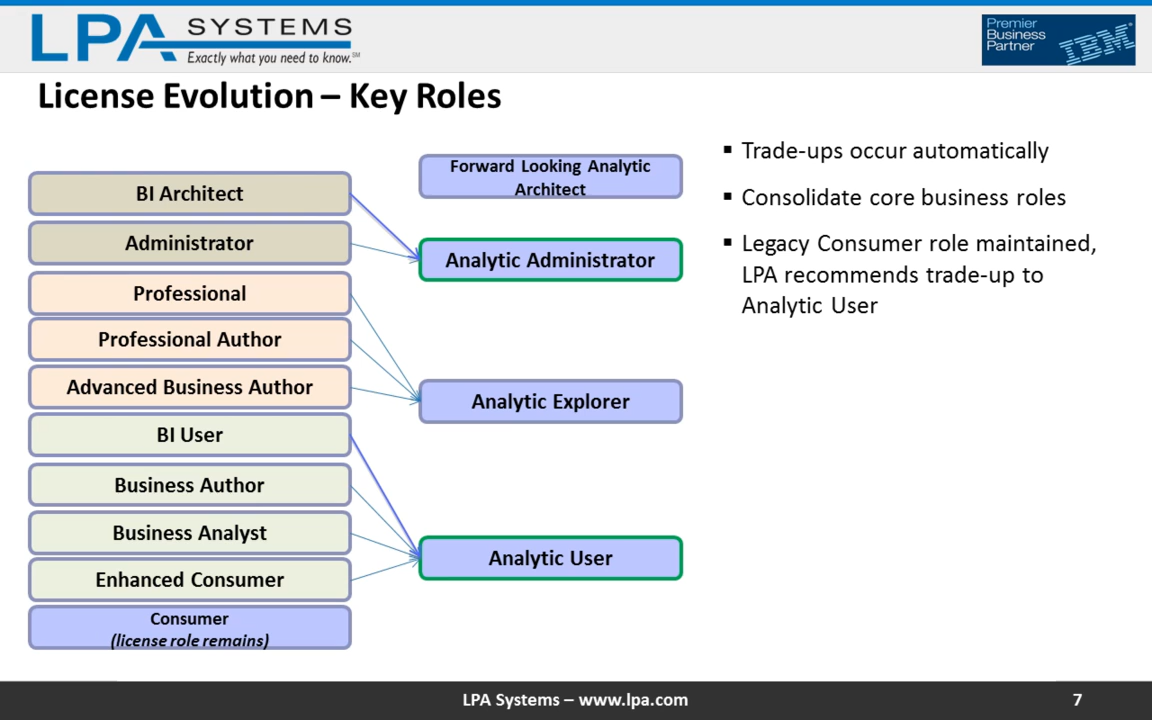 LPA SYSTEMS
Exactly what you need to know.℠
Premier
Business
Partner
IBM®
License Evolution – Key Roles
BI Architect
Administrator
Professional
Professional Author
Advanced Business Author
BI User
Business Author
Business Analyst
Enhanced Consumer
Consumer
(license role remains)
Forward Looking Analytic
Architect
Analytic Administrator
Analytic Explorer
Analytic User
▪ Trade-ups occur automatically
▪ Consolidate core business roles
▪ Legacy Consumer role maintained,
LPA recommends trade-up to
Analytic User
LPA Systems – www.lpa.com
7